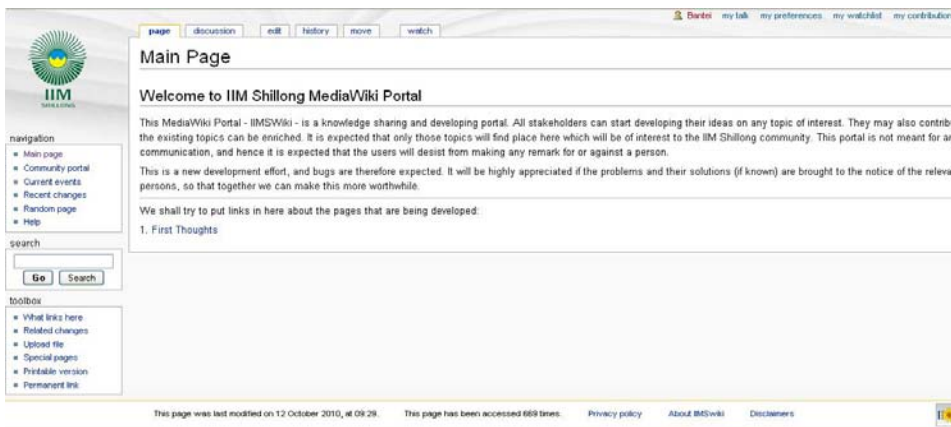 Bantei my talk my preferences my watchlist my contribution
page discussion edit history move watch
Main Page
Welcome to IIM Shillong MediaWiki Portal
This MediaWiki Portal - IIMSWiki - is a knowledge sharing and developing portal. All stakeholders can start developing their ideas on any topic of interest. They may also contrib
the existing topics can be enriched. It is expected that only those topics will find place here which will be of interest to the IIM Shillong community. This portal is not meant for an
communication, and hence it is expected that the users will desist from making any remark for or against a person.
This is a new development effort, and bugs are therefore expected. It will be highly appreciated if the problems and their solutions (if known) are brought to the notice of the releva
persons, so that together we can make this more worthwhile.
We shall try to put links in here about the pages that are being developed:
1. First Thoughts
IIM
SHILLONG
navigation
Main page
Community portal
Current events
Recent changes
Random page
Help
search
Go Search
toolbox
What links here
Related changes
Upload file
Special pages
Printable version
Permanent link
This page was last modified on 12 October 2010, at 09:29. This page has been accessed 669 times. Privacy policy About IIMSwiki Disclaimers